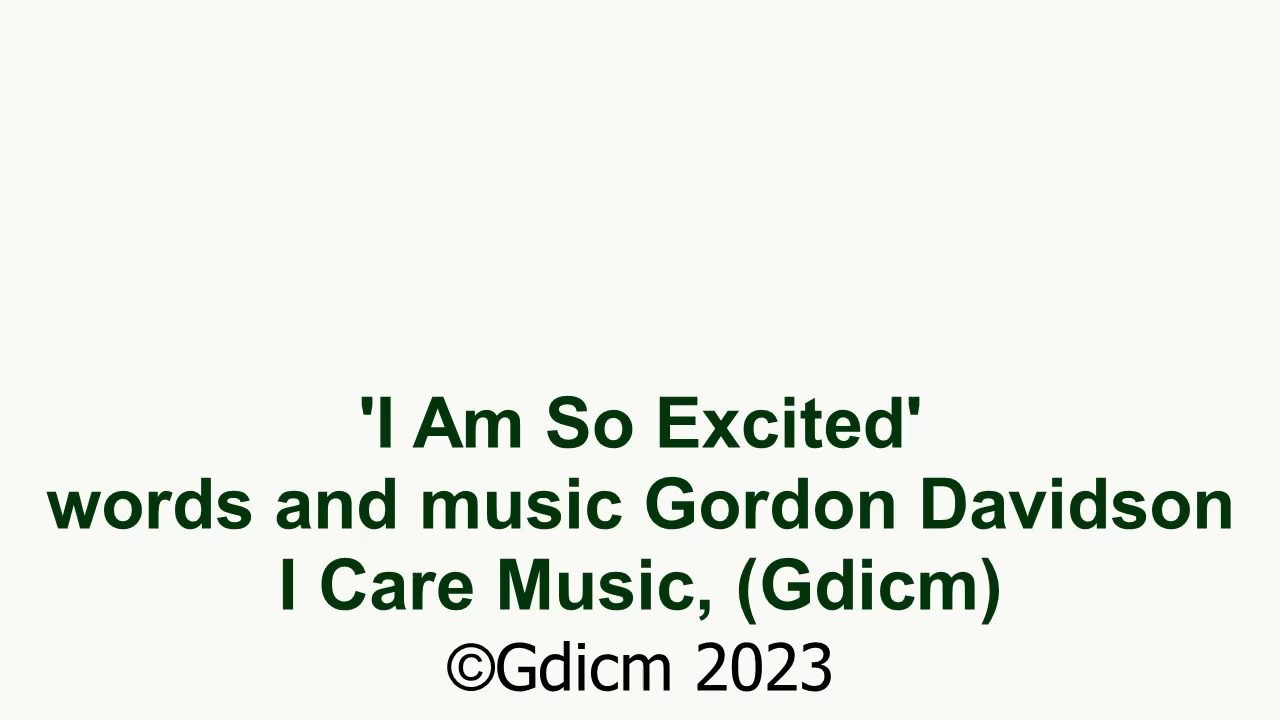 'I Am So Excited'
words and music Gordon Davidson
I Care Music, (Gdicm)
©Gdicm 2023